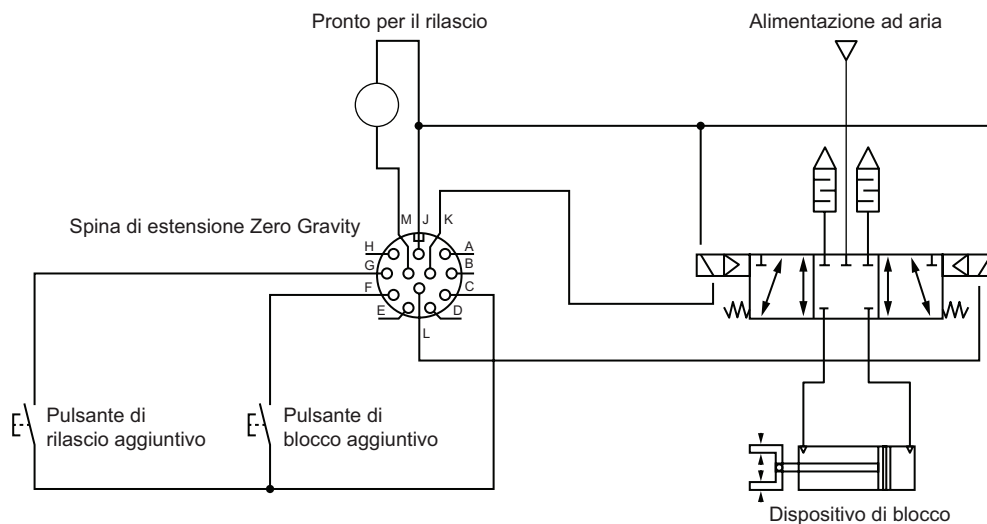 Pronto per il rilascio
Alimentazione ad aria
Spina di estensione Zero Gravity
M J K
H A
G B
F C
E D
L
Pulsante di
rilascio aggiuntivo
Pulsante di
blocco aggiuntivo
Dispositivo di blocco